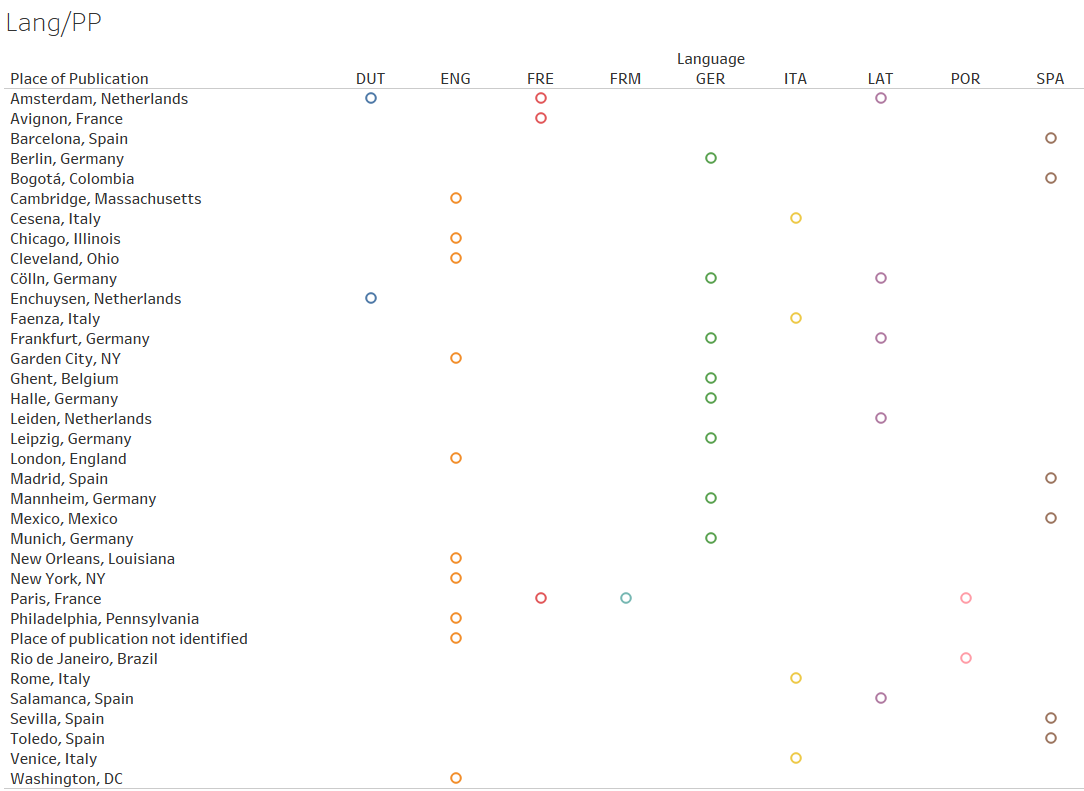 Lang/PP
Language
Place of Publication DUT ENG FRE FRM GER ITA LAT POR SPA
Amsterdam, Netherlands
Avignon, France
Barcelona, Spain
Berlin, Germany
Bogotá, Colombia
Cambridge, Massachusetts
Cesena, Italy
Chicago, Illinois
Cleveland, Ohio
Cölln, Germany
Enchuysen, Netherlands
Faenza, Italy
Frankfurt, Germany
Garden City, NY
Ghent, Belgium
Halle, Germany
Leiden, Netherlands
Leipzig, Germany
London, England
Madrid, Spain
Mannheim, Germany
Mexico, Mexico
Munich, Germany
New Orleans, Louisiana
New York, NY
Paris, France
Philadelphia, Pennsylvania
Place of publication not identified
Rio de Janeiro, Brazil
Rome, Italy
Salamanca, Spain
Sevilla, Spain
Toledo, Spain
Venice, Italy
Washington, DC